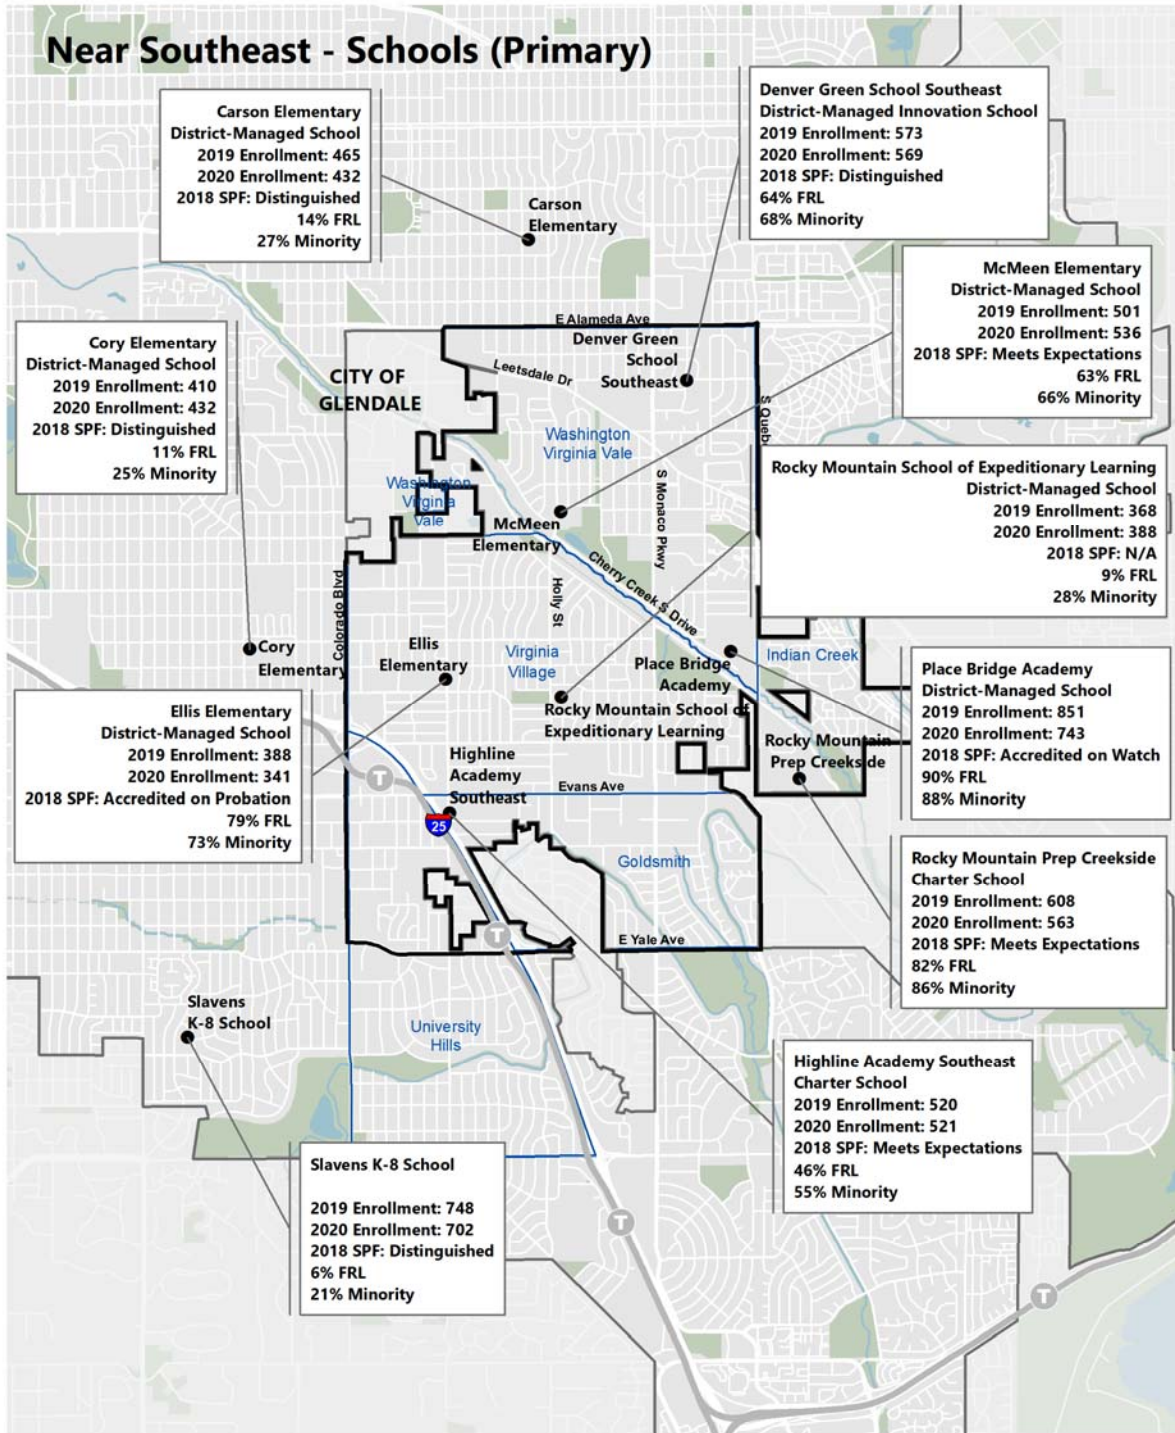 Near Southeast - Schools (Primary)
Carson Elementary
District-Managed School
2019 Enrollment: 465
2020 Enrollment: 432
2018 SPF: Distinguished
14% FRL
27% Minority
Denver Green School Southeast
District-Managed Innovation School
2019 Enrollment: 573
2020 Enrollment: 569
2018 SPF: Distinguished
64% FRL
68% Minority
Carson
Elementary
McMeen Elementary
District-Managed School
2019 Enrollment: 501
2020 Enrollment: 536
2018 SPF: Meets Expectations
63% FRL
66% Minority
Cory Elementary
District-Managed School
2019 Enrollment: 410
2020 Enrollment: 432
2018 SPF: Distinguished
11% FRL
25% Minority
E Alameda Ave
Denver Green
School
Southeast
Leetsdale Dr
CITY OF
GLENDALE
S Quebe
Washington
Virginia Vale
Washington
Virginia
Vale
S Monaco Pkwy
McMeen
Elementary
Rocky Mountain School of Expeditionary Learning
District-Managed School
2019 Enrollment: 368
2020 Enrollment: 388
2018 SPF: N/A
9% FRL
28% Minority
Colorado Blvd
Holly St
Cherry Creek S Drive
Cory
Elementary
Ellis
Elementary
Virginia
Village
Place Bridge
Academy
Indian Creek
Rocky Mountain School of
Expeditionary Learning
Place Bridge Academy
District-Managed School
2019 Enrollment: 851
2020 Enrollment: 743
2018 SPF: Accredited on Watch
90% FRL
88% Minority
Ellis Elementary
District-Managed School
2019 Enrollment: 388
2020 Enrollment: 341
2018 SPF: Accredited on Probation
79% FRL
73% Minority
T
Highline
Academy
Southeast
Rocky Mountain
Prep Creekside
Evans Ave
25
Goldsmith
Rocky Mountain Prep Creekside
Charter School
2019 Enrollment: 608
2020 Enrollment: 563
2018 SPF: Meets Expectations
82% FRL
86% Minority
T
E Yale Ave
Slavens
K-8 School
University
Hills
Highline Academy Southeast
Charter School
2019 Enrollment: 520
2020 Enrollment: 521
2018 SPF: Meets Expectations
46% FRL
55% Minority
Slavens K-8 School
2019 Enrollment: 748
2020 Enrollment: 702
2018 SPF: Distinguished
6% FRL
21% Minority
T
T